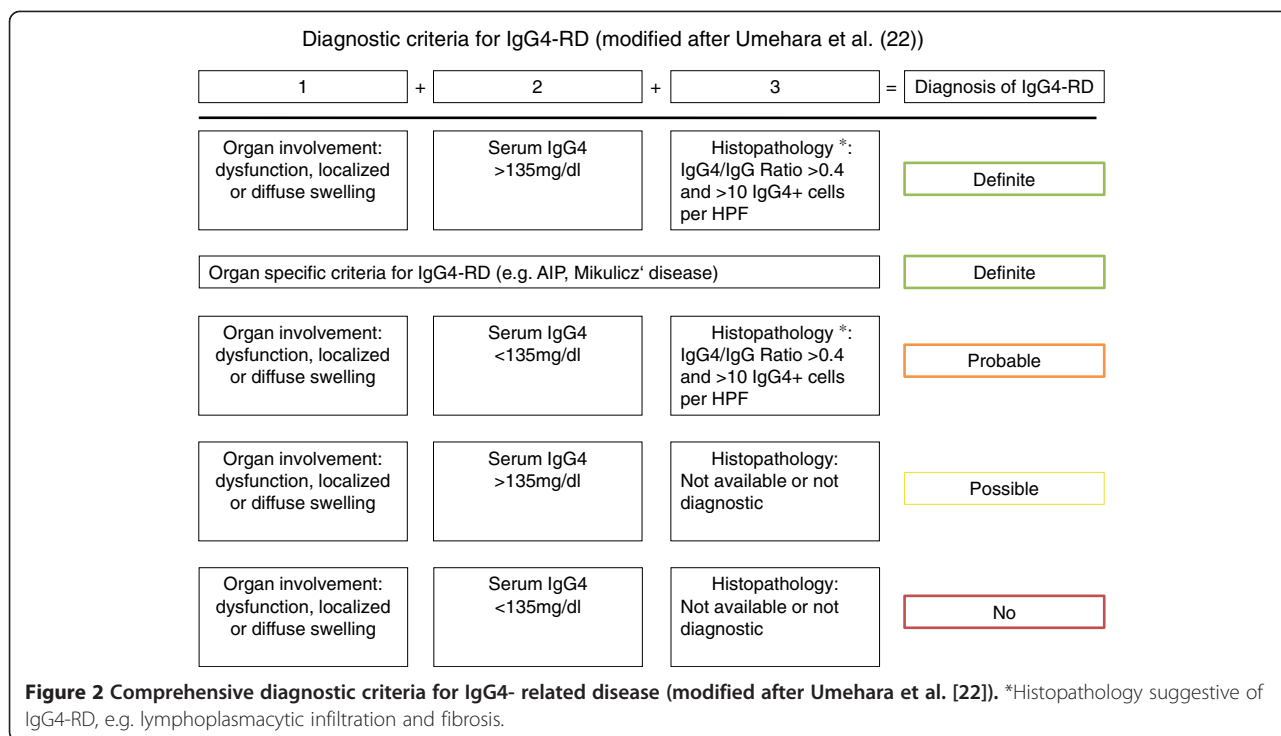 Diagnostic criteria for IgG4-RD (modified after Umehara et al. (22))
1 + 2 + 3 = Diagnosis of IgG4-RD
Organ involvement:
dysfunction, localized
or diffuse swelling
Serum IgG4
>135mg/dl
Histopathology *:
IgG4/IgG Ratio >0.4
and >10 IgG4+ cells
per HPF
Definite
Organ specific criteria for IgG4-RD (e.g. AIP, Mikulicz‘ disease)
Definite
Organ involvement:
dysfunction, localized
or diffuse swelling
Serum IgG4
<135mg/dl
Histopathology *:
IgG4/IgG Ratio >0.4
and >10 IgG4+ cells
per HPF
Probable
Organ involvement:
dysfunction, localized
or diffuse swelling
Serum IgG4
>135mg/dl
Histopathology:
Not available or not
diagnostic
Possible
Organ involvement:
dysfunction, localized
or diffuse swelling
Serum IgG4
<135mg/dl
Histopathology:
Not available or not
diagnostic
No
Figure 2 Comprehensive diagnostic criteria for IgG4- related disease (modified after Umehara et al. [22]). *Histopathology suggestive of
IgG4-RD, e.g. lymphoplasmacytic infiltration and fibrosis.